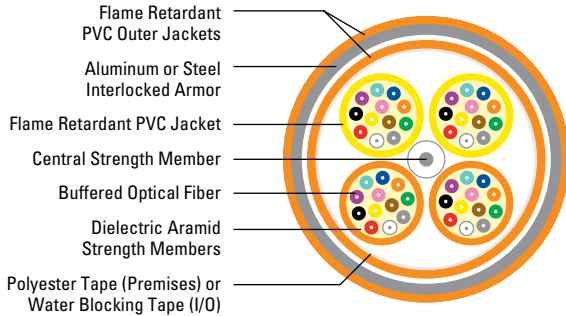 Flame Retardant
PVC Outer Jackets
Aluminum or Steel
Interlocked Armor
Flame Retardant PVC Jacket
Central Strength Member
Buffered Optical Fiber
Dielectric Aramid
Strength Members
Polyester Tape (Premises) or
Water Blocking Tape (I/O)